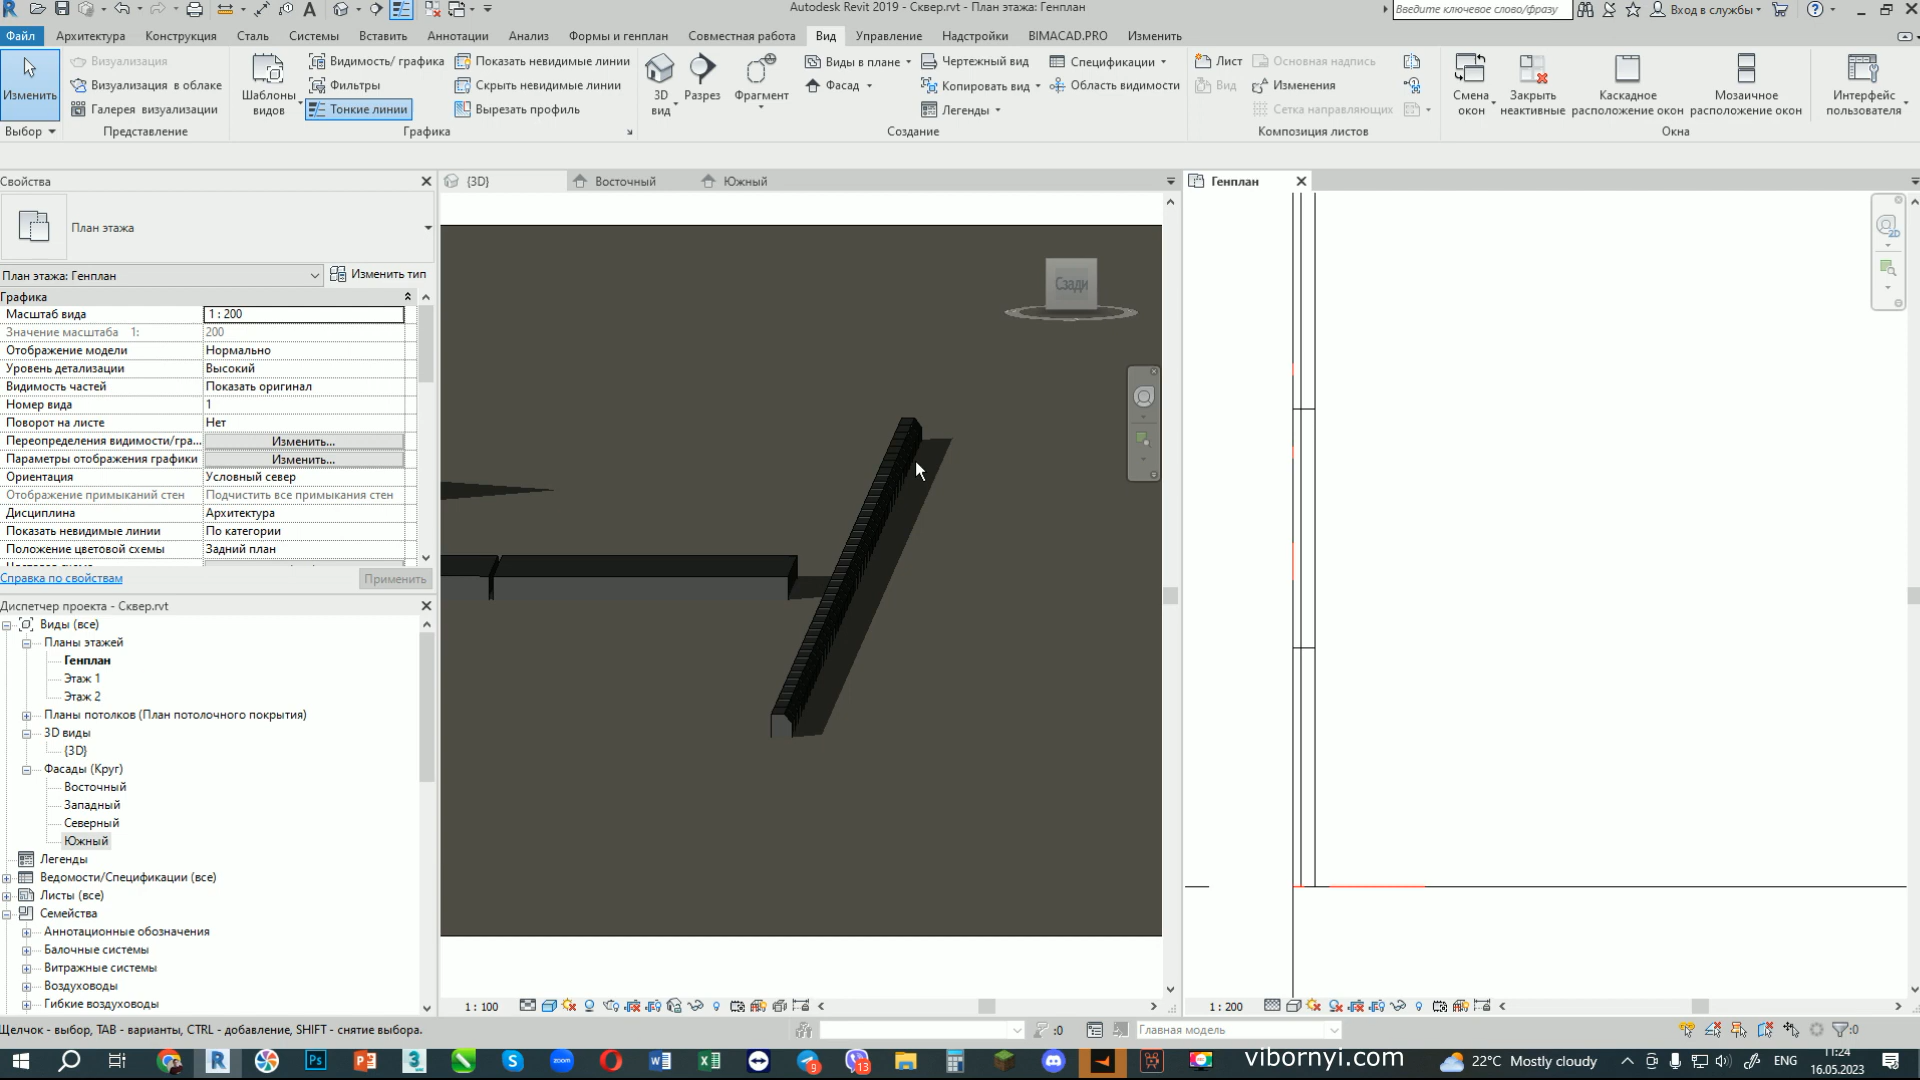 Autodesk Revit 2019 - Сквер.rvt - План этажа: Генплан
Введите ключевое слово/фразу
Вход в службы
Файл Архитектура Конструкция Сталь Системы Вставить Аннотации Анализ Формы и генплан Совместная работа Вид Управление Надстройки BIMACAD.PRO Изменить
Изменить
Выбор
Визуализация
Визуализация в облаке
Галерея визуализации
Представление
Шаблоны видов
Видимость/ графика
Фильтры
Тонкие линии
Показать невидимые линии
Скрыть невидимые линии
Вырезать профиль
Графика
3D вид
Разрез
Фрагмент
Виды в плане
Фасад
Чертежный вид
Копировать вид
Легенды
Спецификации
Область видимости
Создание
Лист
Вид
Основная надпись
Изменения
Сетка направляющих
Композиция листов
Смена окон
Закрыть неактивные
Каскадное расположение окон
Мозаичное расположение окон
Окна
Интерфейс пользователя
Свойства
План этажа
План этажа: Генплан
Изменить тип
Графика
Масштаб вида 1 : 200
Значение масштаба 1: 200
Отображение модели Нормально
Уровень детализации Высокий
Видимость частей Показать оригинал
Номер вида 1
Поворот на листе Нет
Переопределения видимости/гра... Изменить...
Параметры отображения графики Изменить...
Ориентация Условный север
Отображение примыканий стен Подчистить все примыкания стен
Дисциплина Архитектура
Показать невидимые линии По категории
Положение цветовой схемы Задний план
Справка по свойствам
Применить
Диспетчер проекта - Сквер.rvt
Виды (все)
Планы этажей
Генплан
Этаж 1
Этаж 2
Планы потолков (План потолочного покрытия)
3D виды
{3D}
Фасады (Круг)
Восточный
Западный
Северный
Южный
Легенды
Ведомости/Спецификации (все)
Листы (все)
Семейства
Аннотационные обозначения
Балочные системы
Витражные системы
Воздуховоды
Гибкие воздуховоды
{3D}
Восточный
Южный
Генплан
Сзади
2D
1 : 100
1 : 200
Щелчок - выбор, TAB - варианты, CTRL - добавление, SHIFT - снятие выбора.
:0
Главная модель
:0
vibornyi.com
22°C Mostly cloudy
ENG
11:24
16.05.2023